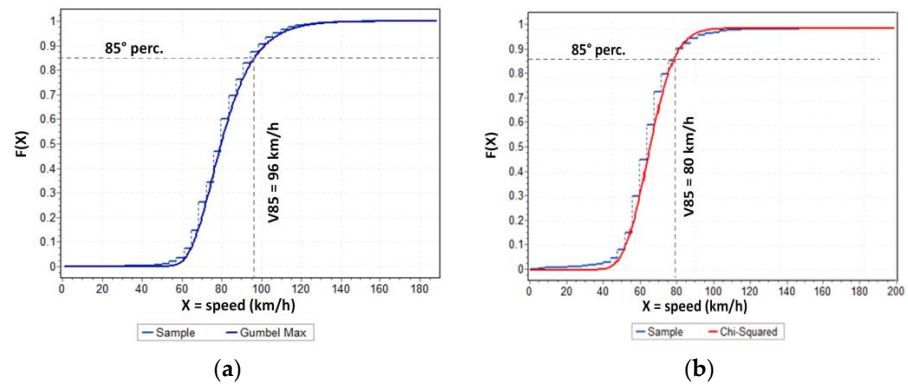 1
0.9
85° perc.
0.8
0.7
0.6
0.5
0.4
0.3
0.2
0.1
0
F(X)
V85 = 96 km/h
0 20 40 60 80 100 120 140 160 180
X = speed (km/h)
Sample Gumbel Max
(a)
1
0.9
85° perc.
0.8
0.7
0.6
0.5
0.4
0.3
0.2
0.1
0
F(X)
V85 = 80 km/h
0 20 40 60 80 100 120 140 160 180 200
X = speed (km/h)
Sample Chi-Squared
(b)